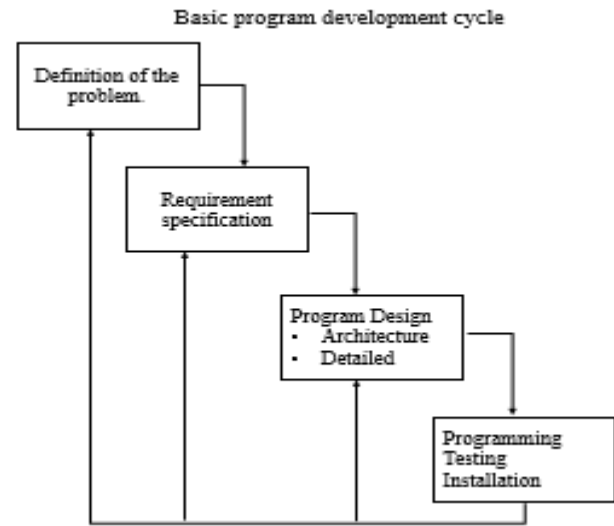 Basic program development cycle
Definition of the
problem.
Requirement
specification
Program Design
▪ Architecture
▪ Detailed
Programming
Testing
Installation